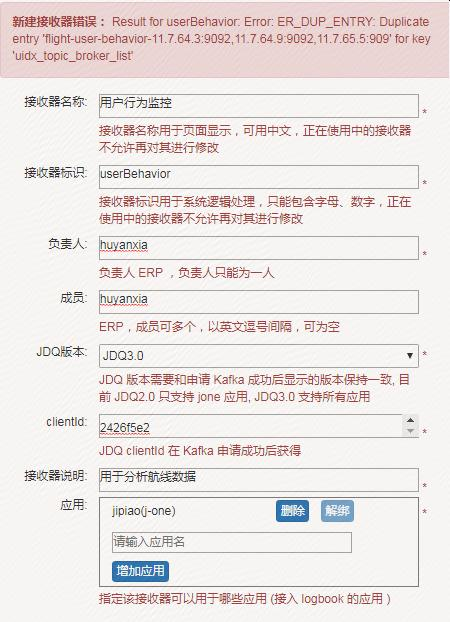 新建接收器错误： Result for userBehavior: Error: ER_DUP_ENTRY: Duplicate
entry 'flight-user-behavior-11.7.64.3:9092,11.7.64.9:9092,11.7.65.5:909' for key
'uidx_topic_broker_list'
接收器名称: 用户行为监控 *
接收器名称用于页面显示，可用中文，正在使用中的接收器
不允许再对其进行修改
接收器标识: userBehavior *
接收器标识用于系统逻辑处理，只能包含字母、数字，正在
使用中的接收器不允许再对其进行修改
负责人: huyanxia *
负责人 ERP ，负责人只能为一人
成员: huyanxia
ERP，成员可多个，以英文逗号间隔，可为空
JDQ版本: JDQ3.0 *
JDQ 版本需要和申请 Kafka 成功后显示的版本保持一致, 目
前 JDQ2.0 只支持 jone 应用, JDQ3.0 支持所有应用
clientId: 2426f5e2 *
JDQ clientId 在 Kafka 申请成功后获得
接收器说明: 用于分析航线数据 *
应用: jipiao(j-one) 删除 解绑 *
请输入应用名
增加应用
指定该接收器可以用于哪些应用 (接入 logbook 的应用 )